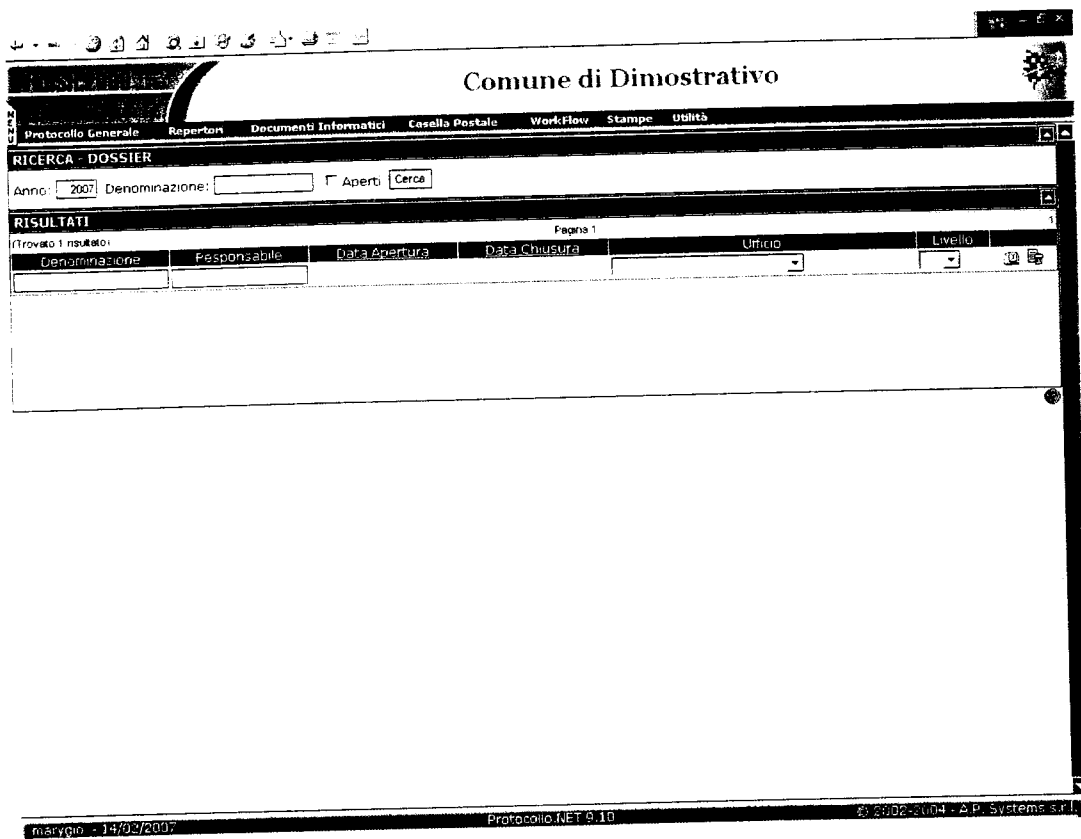 Comune di Dimostrativo
MENU
Protocollo Generale Repertori Documenti Informatici Casella Postale WorkFlow Stampe Utilità
RICERCA - DOSSIER
Anno: 2007 Denominazione: Aperti Cerca
RISULTATI
(Trovato 1 risultato) Pagina 1 1
Denominazione Responsabile Data Apertura Data Chiusura Ufficio Livello
marygio - 14/02/2007 Protocollo.NET 9.10 © 2002-2004 - A.P. Systems s.r.l.